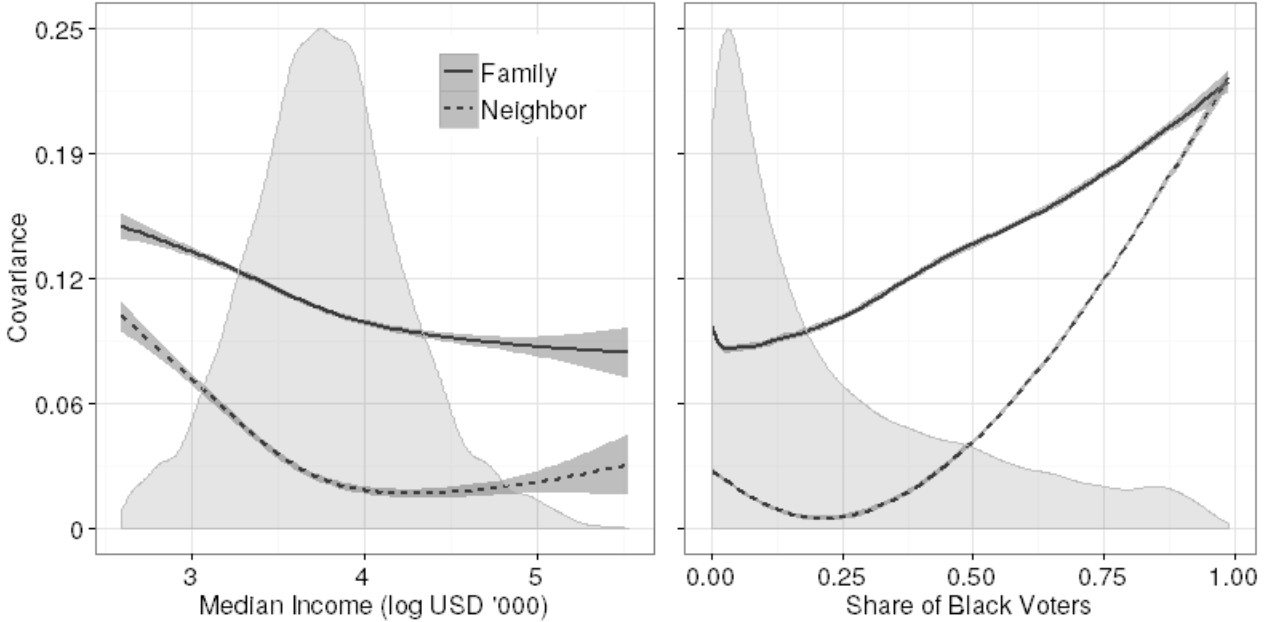 0.25
0.19
0.12
0.06
0
Covariance
Family
Neighbor
3 4 5
Median Income (log USD '000)
0.00 0.25 0.50 0.75 1.00
Share of Black Voters